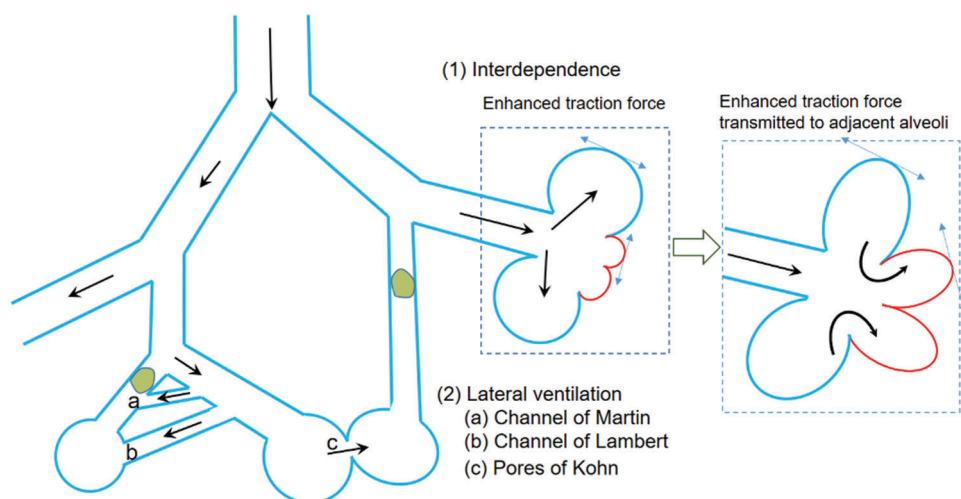 (1) Interdependence
Enhanced traction force
Enhanced traction force
transmitted to adjacent alveoli
a
b
c
(2) Lateral ventilation
(a) Channel of Martin
(b) Channel of Lambert
(c) Pores of Kohn